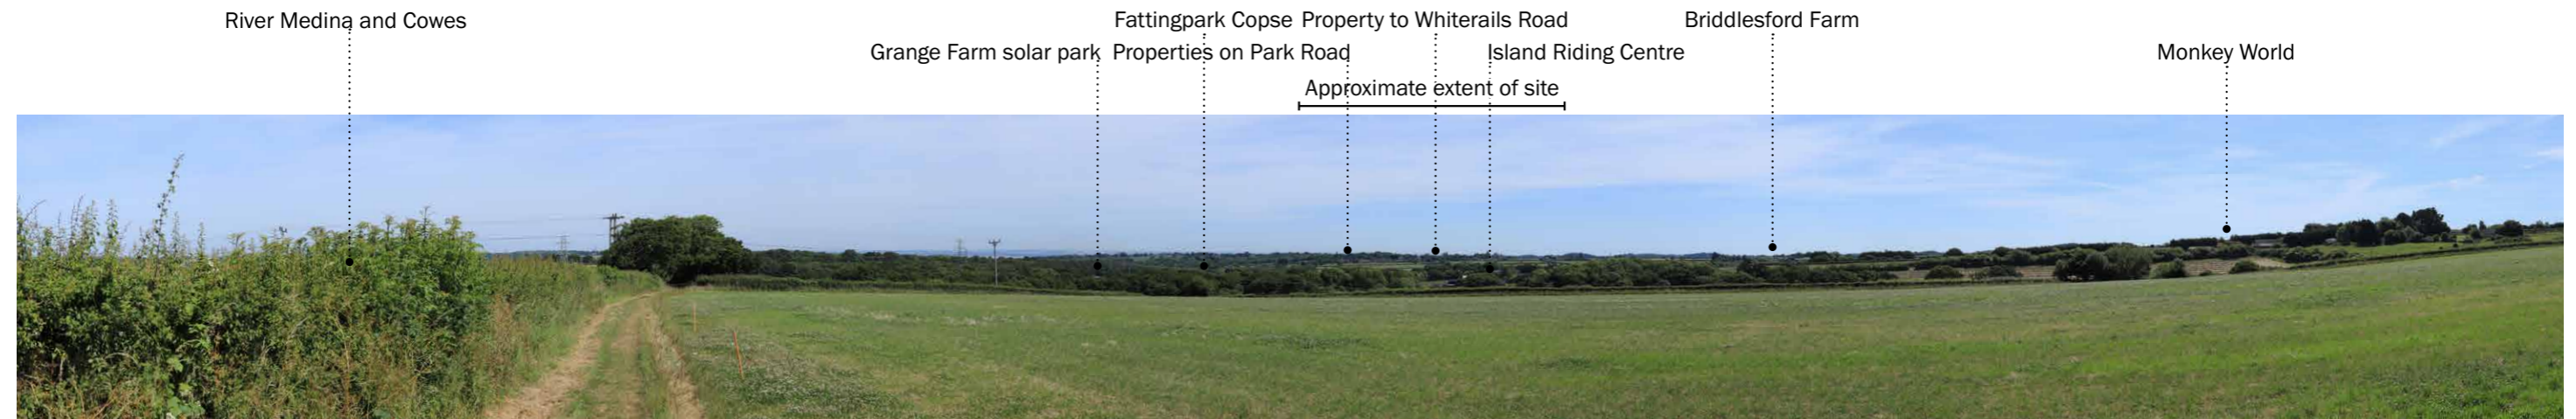 River Medina and Cowes
Fattingpark Copse
Property to Whiterails Road
Briddlesford Farm
Grange Farm solar park
Properties on Park Road
Island Riding Centre
Monkey World
Approximate extent of site